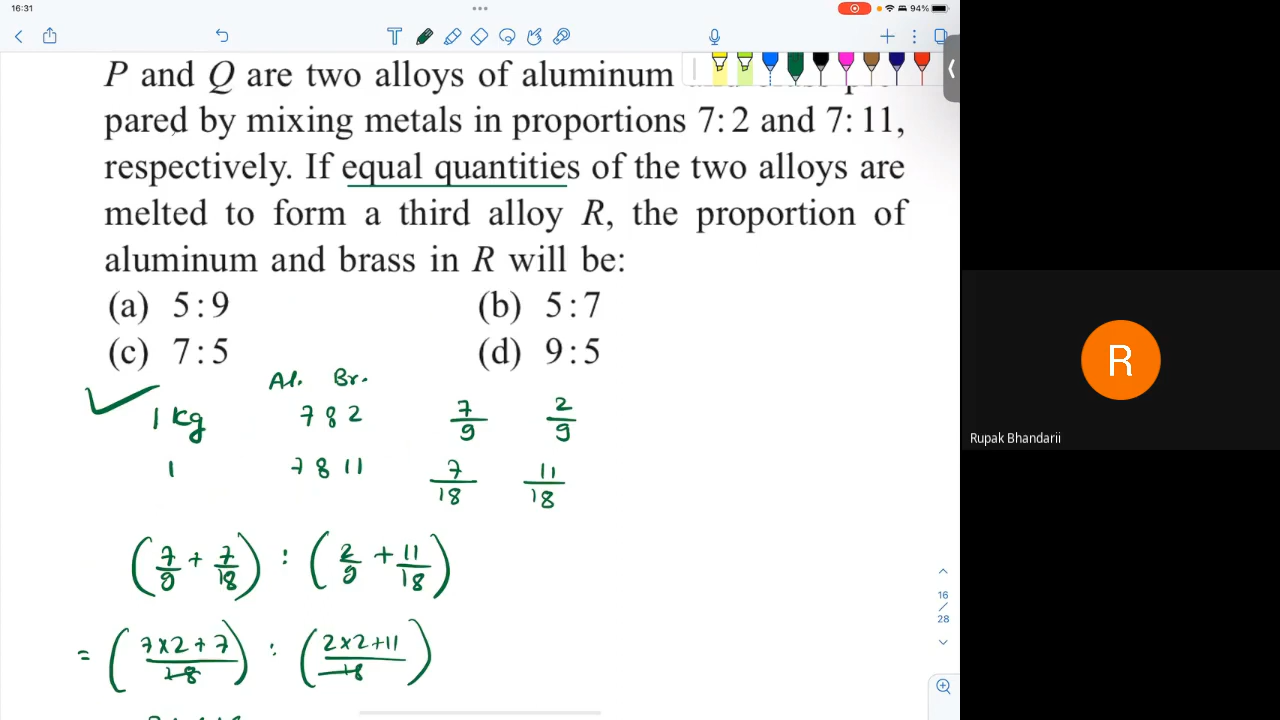 16:31
94%
P and Q are two alloys of aluminum
pared by mixing metals in proportions 7:2 and 7:11,
respectively. If equal quantities of the two alloys are
melted to form a third alloy R, the proportion of
aluminum and brass in R will be:
(a) 5:9 (b) 5:7
(c) 7:5 (d) 9:5
Al. Br.
1 kg 7 8 2 7/9 2/9
1 7 8 11 7/18 11/18
(7/9 + 7/18) : (2/9 + 11/18)
= (7×2+7/18) : (2×2+11/18)
16
/
28
R
Rupak Bhandarii